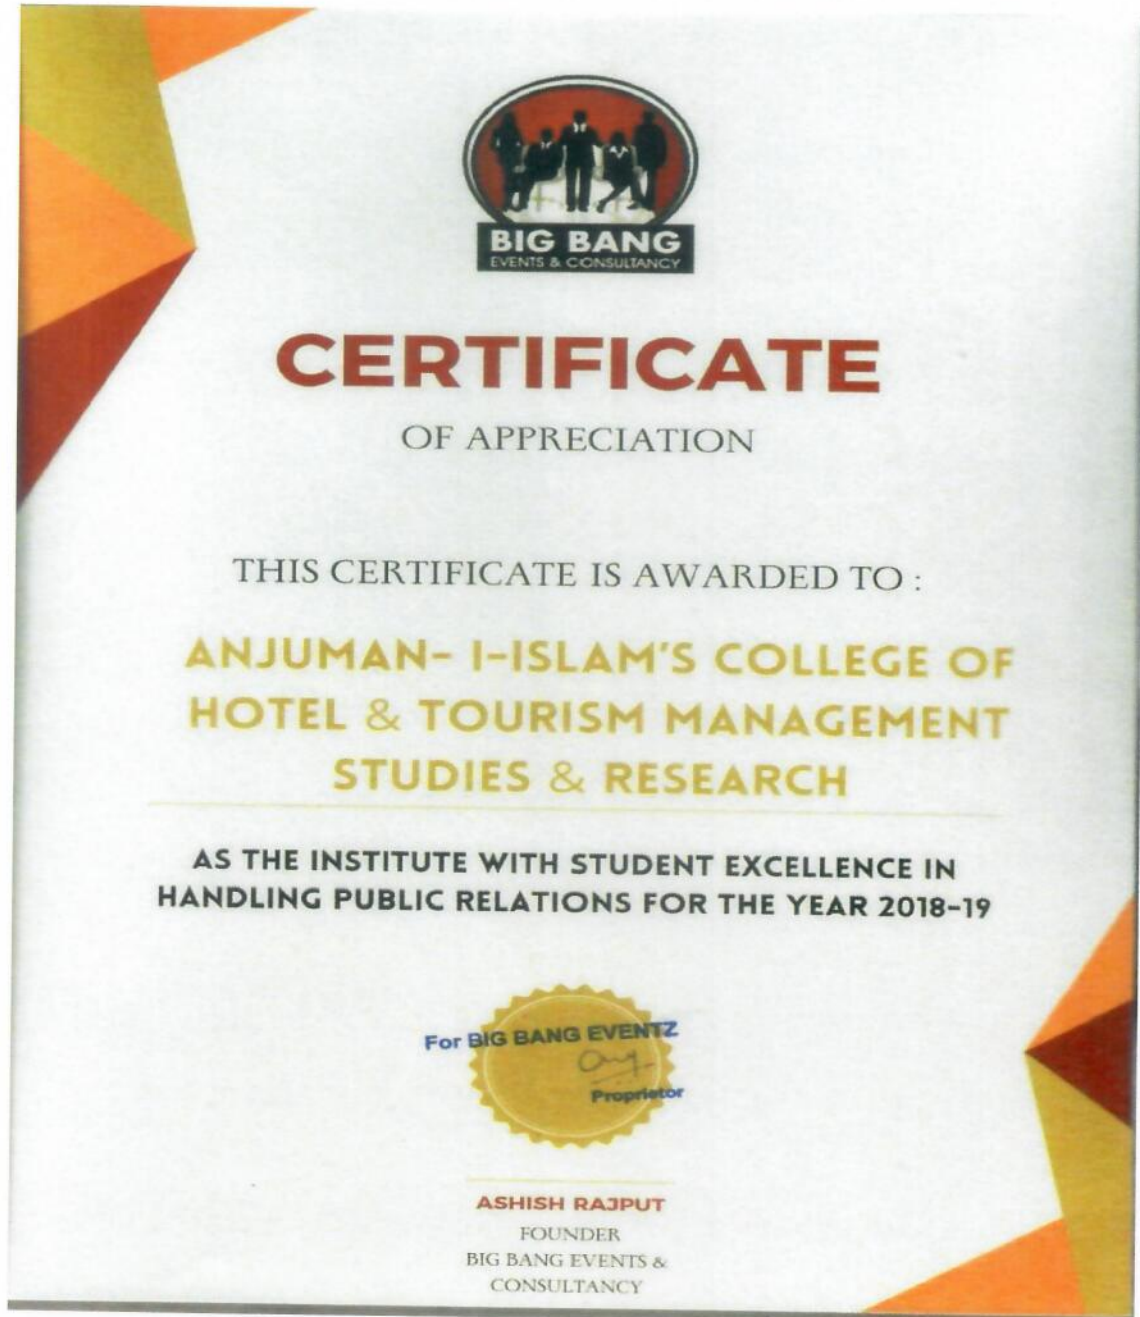 BIG BANG
EVENTS & CONSULTANCY
CERTIFICATE
OF APPRECIATION
THIS CERTIFICATE IS AWARDED TO :
ANJUMAN- I-ISLAM'S COLLEGE OF
HOTEL & TOURISM MANAGEMENT
STUDIES & RESEARCH
AS THE INSTITUTE WITH STUDENT EXCELLENCE IN
HANDLING PUBLIC RELATIONS FOR THE YEAR 2018-19
For BIG BANG EVENTZ
Proprietor
ASHISH RAJPUT
FOUNDER
BIG BANG EVENTS &
CONSULTANCY